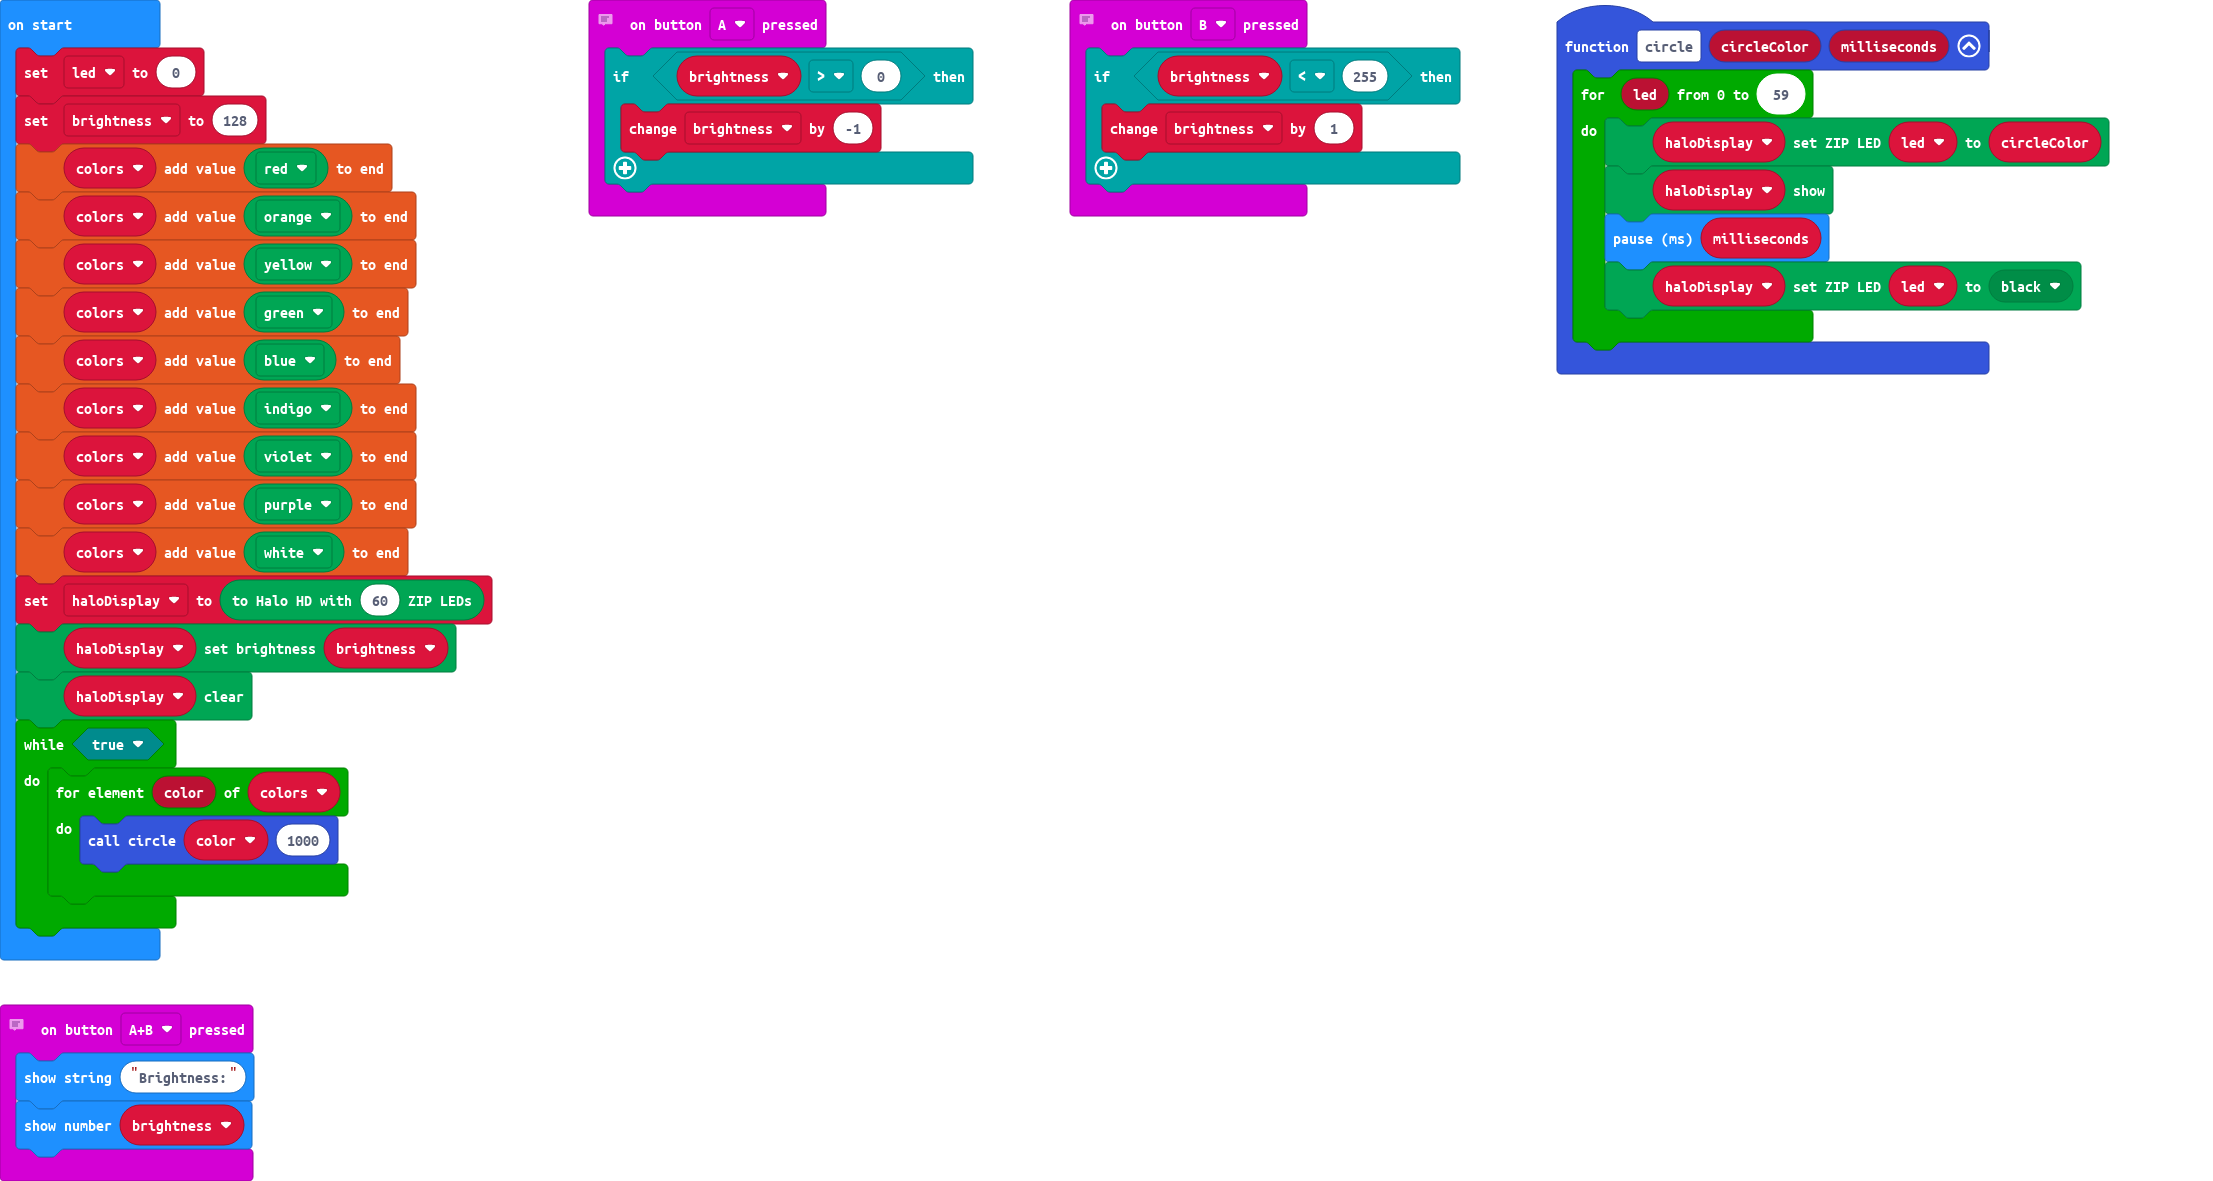 on start
set led to 0
set brightness to 128
colors add value red to end
colors add value orange to end
colors add value yellow to end
colors add value green to end
colors add value blue to end
colors add value indigo to end
colors add value violet to end
colors add value purple to end
colors add value white to end
set haloDisplay to to Halo HD with 60 ZIP LEDs
haloDisplay set brightness brightness
haloDisplay clear
while true
do
for element color of colors
do
call circle color 1000
on button A pressed
if brightness > 0 then
change brightness by -1
on button B pressed
if brightness < 255 then
change brightness by 1
function circle circleColor milliseconds
for led from 0 to 59
do
haloDisplay set ZIP LED led to circleColor
haloDisplay show
pause (ms) milliseconds
haloDisplay set ZIP LED led to black
on button A+B pressed
show string "Brightness:"
show number brightness